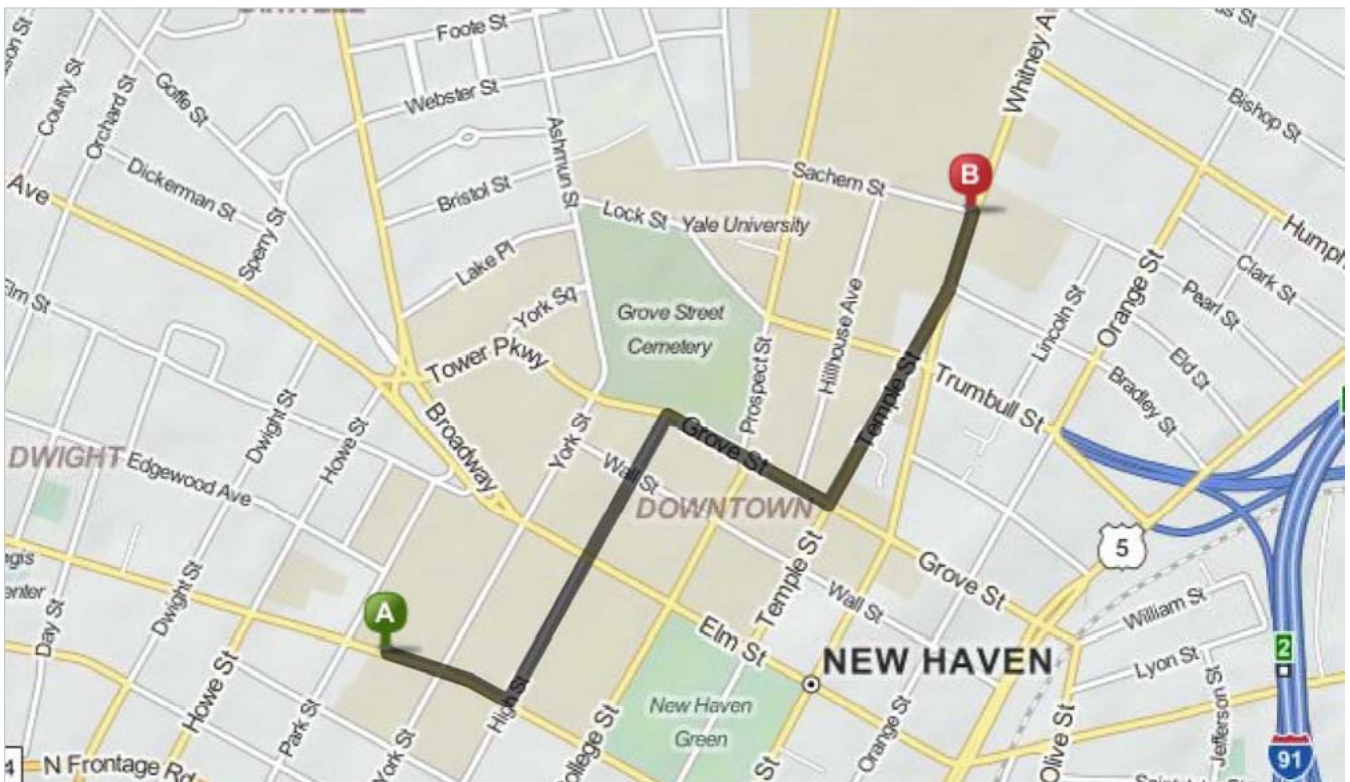 Foote St
Whitney A
Goffe St
Webster St
County St
Orchard St
Bishop St
Ashmun St
Sachem St
B
Dickerman St
Bristol St
Ave
Lock St
Yale University
Humph
Sperry St
Lake Pl
Clark St
Pearl St
Elm St
York Sq
Grove Street
Cemetery
Hillhouse Ave
Lincoln St
Orange St
Tower Pkwy
Prospect St
Temple St
Trumbull St
Eld St
Bradley St
Broadway
Dwight St
Howe St
York St
Grove St
DWIGHT
Edgewood Ave
Wall St
DOWNTOWN
5
Temple St
Grove St
Wall St
enter
Dwight St
A
Day St
Elm St
William St
NEW HAVEN
Lyon St
2
Howe St
Park St
High St
New Haven
Green
Orange St
Olive St
Jefferson St
York St
ollege St
St
4
N Frontage Rd
91